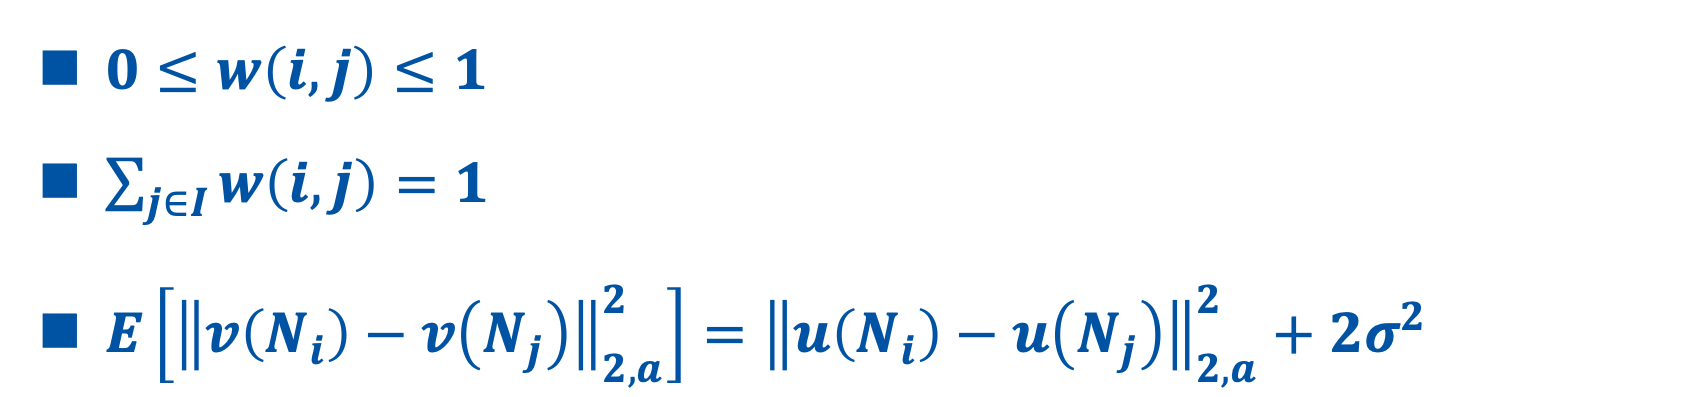 ■ 0 ≤ w(i, j) ≤ 1
■ ∑_{j∈I} w(i, j) = 1
■ E[‖v(N_i) − v(N_j)‖²_{2,a}] = ‖u(N_i) − u(N_j)‖²_{2,a} + 2σ²